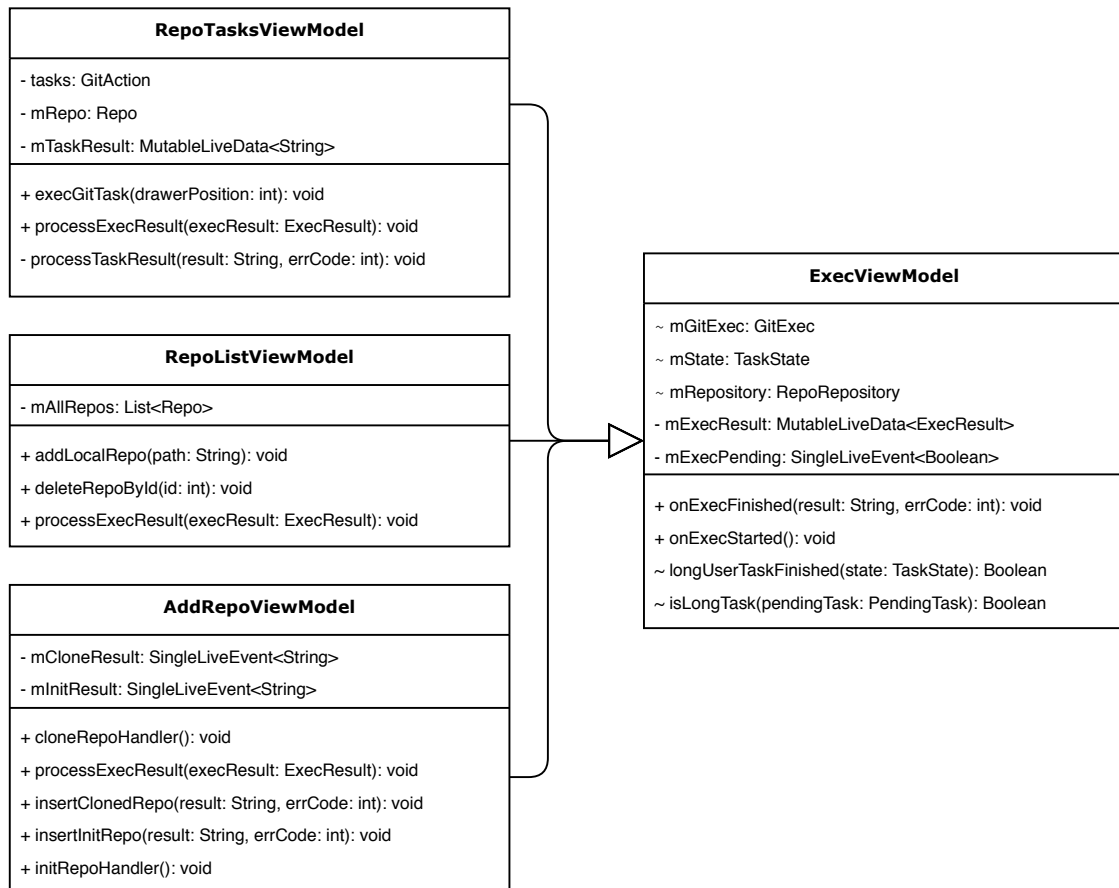 RepoTasksViewModel
- tasks: GitAction
- mRepo: Repo
- mTaskResult: MutableLiveData<String>
+ execGitTask(drawerPosition: int): void
+ processExecResult(execResult: ExecResult): void
- processTaskResult(result: String, errCode: int): void
RepoListViewModel
- mAllRepos: List<Repo>
+ addLocalRepo(path: String): void
+ deleteRepoById(id: int): void
+ processExecResult(execResult: ExecResult): void
AddRepoViewModel
- mCloneResult: SingleLiveEvent<String>
- mInitResult: SingleLiveEvent<String>
+ cloneRepoHandler(): void
+ processExecResult(execResult: ExecResult): void
+ insertClonedRepo(result: String, errCode: int): void
+ insertInitRepo(result: String, errCode: int): void
+ initRepoHandler(): void
ExecViewModel
~ mGitExec: GitExec
~ mState: TaskState
~ mRepository: RepoRepository
- mExecResult: MutableLiveData<ExecResult>
- mExecPending: SingleLiveEvent<Boolean>
+ onExecFinished(result: String, errCode: int): void
+ onExecStarted(): void
~ longUserTaskFinished(state: TaskState): Boolean
~ isLongTask(pendingTask: PendingTask): Boolean